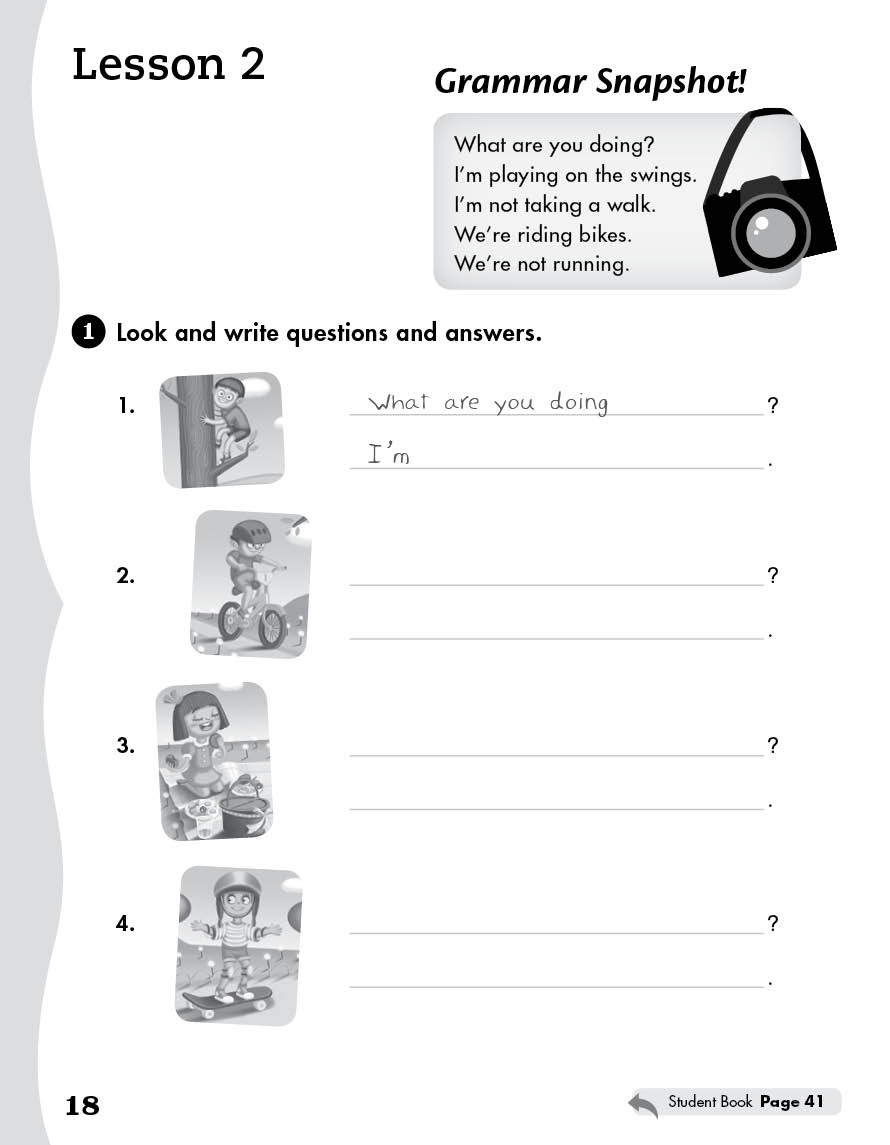 Lesson 2
Grammar Snapshot!
What are you doing?
I'm playing on the swings.
I'm not taking a walk.
We're riding bikes.
We're not running.
1 Look and write questions and answers.
1. What are you doing ?
I'm .
2. ?
.
3. ?
.
4. ?
.
18
Student Book Page 41